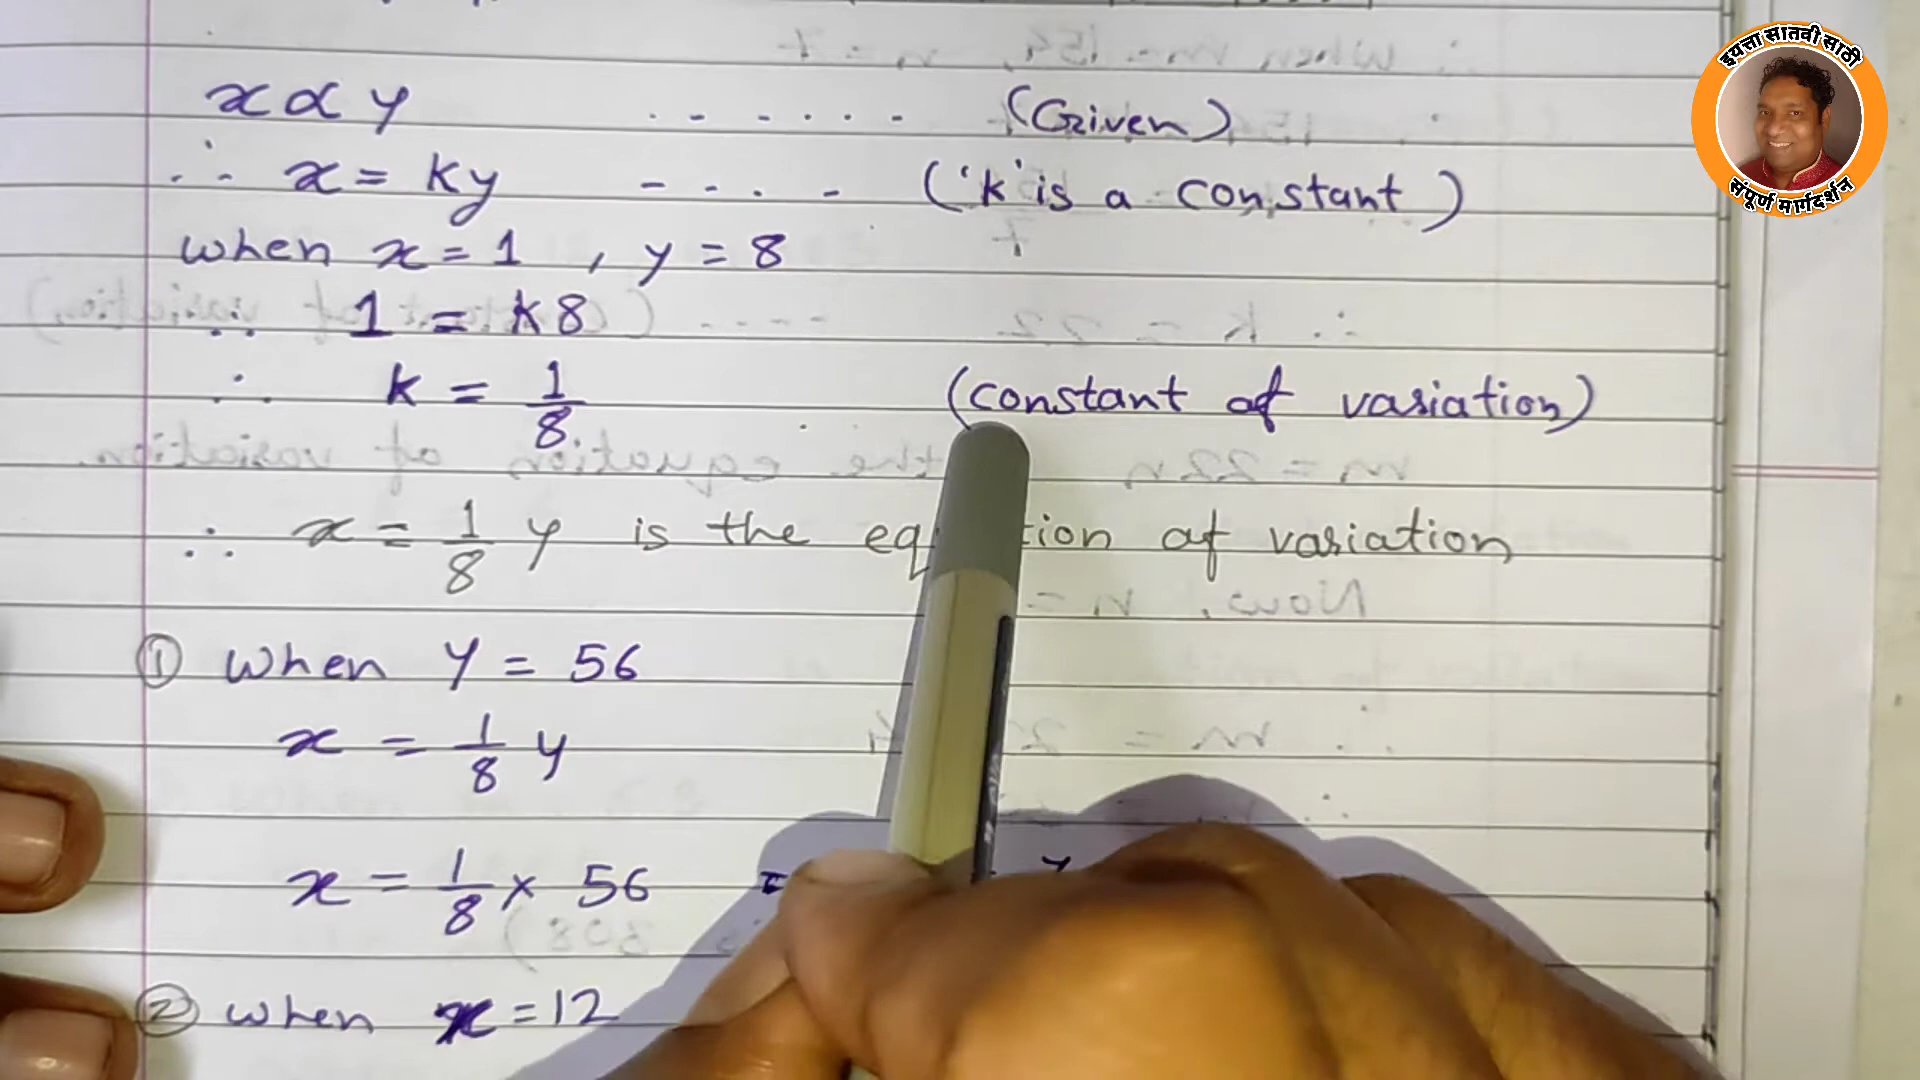 x ∝ y ....... (Given)
∴ x = ky - - - - ('k' is a constant)
when x = 1 , y = 8
∴ 1 = k8
∴ k = 1/8 (constant of variation)
∴ x = 1/8 y is the eq tion of variation
① when y = 56
x = 1/8 y
x = 1/8 × 56 =
② when x = 12
इयत्ता सातवी साठी
संपूर्ण मार्गदर्शन